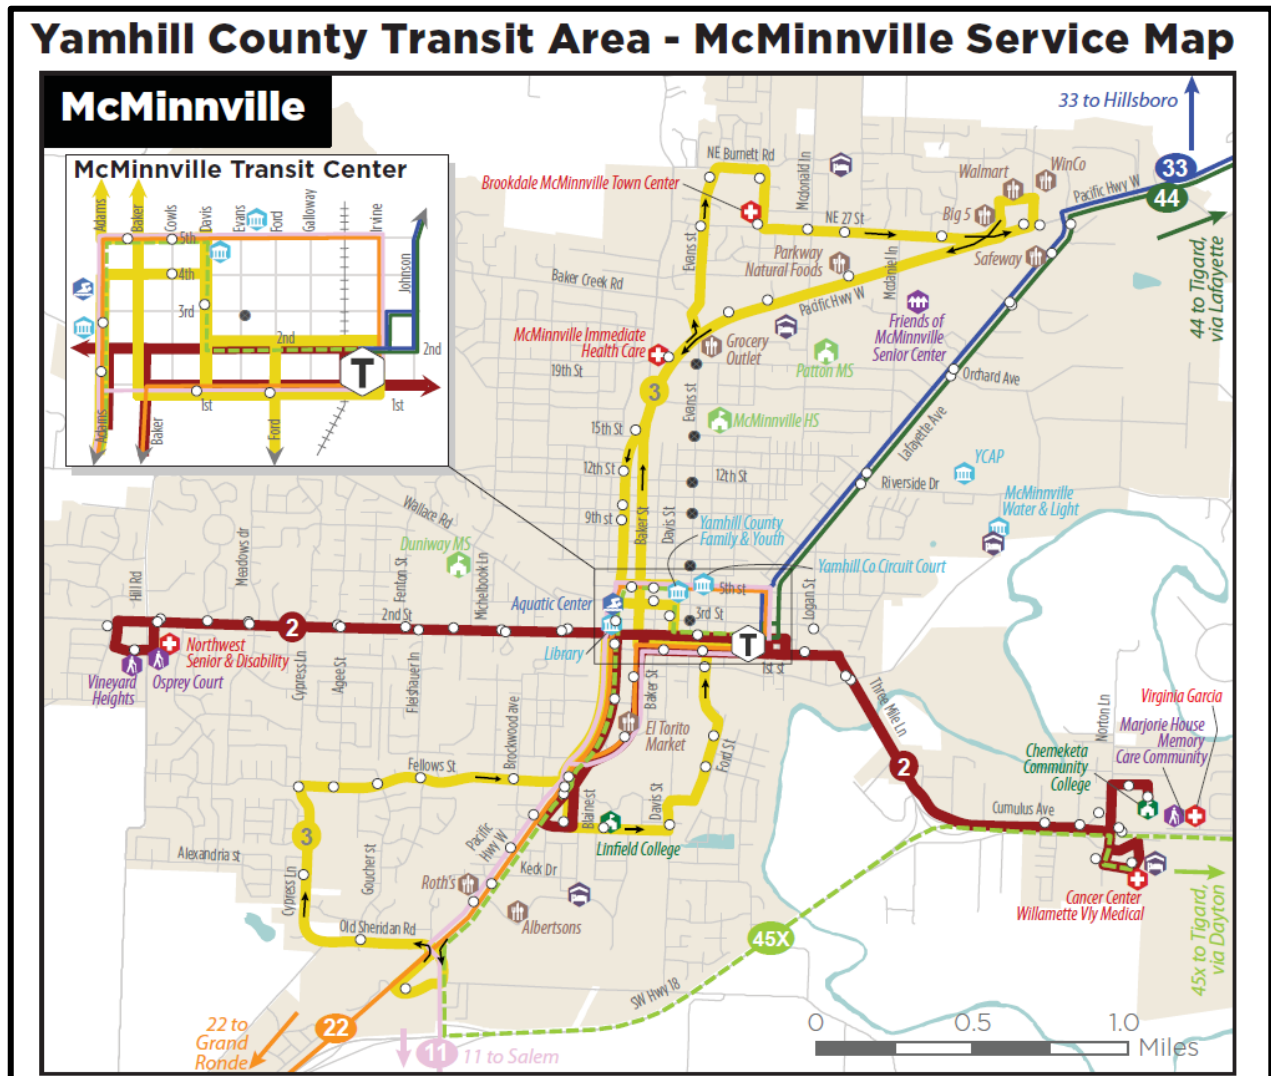 Yamhill County Transit Area - McMinnville Service Map
McMinnville
McMinnville Transit Center
Adams
Baker
Cowls
Davis
Evans
Ford
Galloway
Irvine
5th
4th
3rd
2nd
Johnson
2nd
T
1st
1st
Adams
Baker
Ford
33 to Hillsboro
33
44
Pacific Hwy W
44 to Tigard,
via Lafayette
NE Burnett Rd
Mcdonald ln
Walmart
WinCo
Brookdale McMinnville Town Center
Big 5
NE 27 St
Evans st
Parkway
Natural Foods
Mcdaniel ln
Safeway
Baker Creek Rd
Pacific Hwy W
Friends of
McMinnville
Senior Center
McMinnville Immediate
Health Care
Grocery
Outlet
Patton MS
19th St
Orchard Ave
3
Evans st
McMinnville HS
15th St
Lafayette Ave
12th St
12th St
Riverside Dr
YCAP
McMinnville
Water & Light
Wallace Rd
9th st
Baker St
Davis St
Yamhill County
Family & Youth
Duniway MS
Meadows dr
Hill Rd
Fenton St
Michelbook Ln
Yamhill Co Circuit Court
Aquatic Center
5th st
Logan St
2nd St
3rd St
2
T
Library
1st st
Northwest
Senior & Disability
Vineyard
Heights
Osprey Court
Cypress Ln
Agee St
Fleishauer ln
Baker St
Three Mile Ln
Brockwood ave
El Torito
Market
Ford St
Norton Ln
Virginia Garcia
Marjorie House
Memory
Care Community
Chemeketa
Community
College
2
Fellows St
Cumulus Ave
3
Blaine st
Davis St
Linfield College
Pacific
Hwy W
Alexandria st
Goucher st
Cypress Ln
Keck Dr
Roth's
Albertsons
Old Sheridan Rd
Cancer Center
Willamette Vly Medical
45X
45x to Tigard,
via Dayton
SW Hwy 18
22 to
Grand
Ronde
22
11
11 to Salem
0 0.5 1.0
Miles